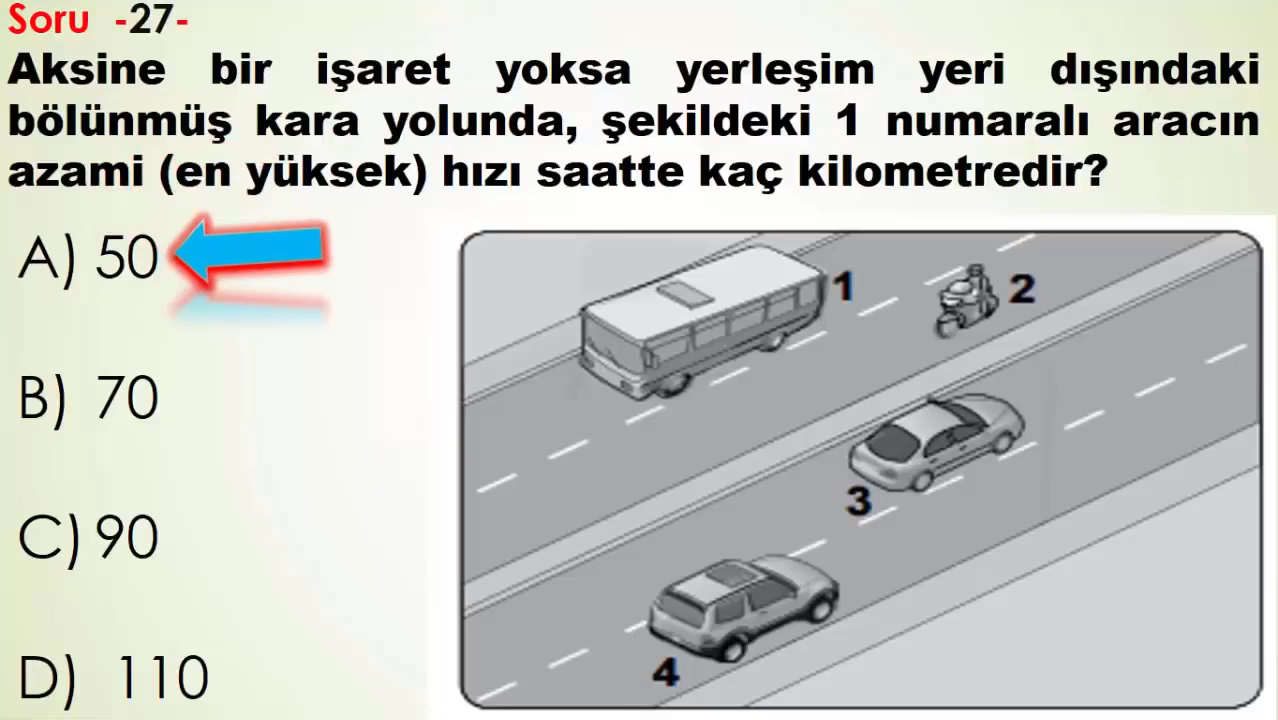 Soru -27-
Aksine bir işaret yoksa yerleşim yeri dışındaki
bölünmüş kara yolunda, şekildeki 1 numaralı aracın
azami (en yüksek) hızı saatte kaç kilometredir?
A) 50
B) 70
C) 90
D) 110
1
2
3
4